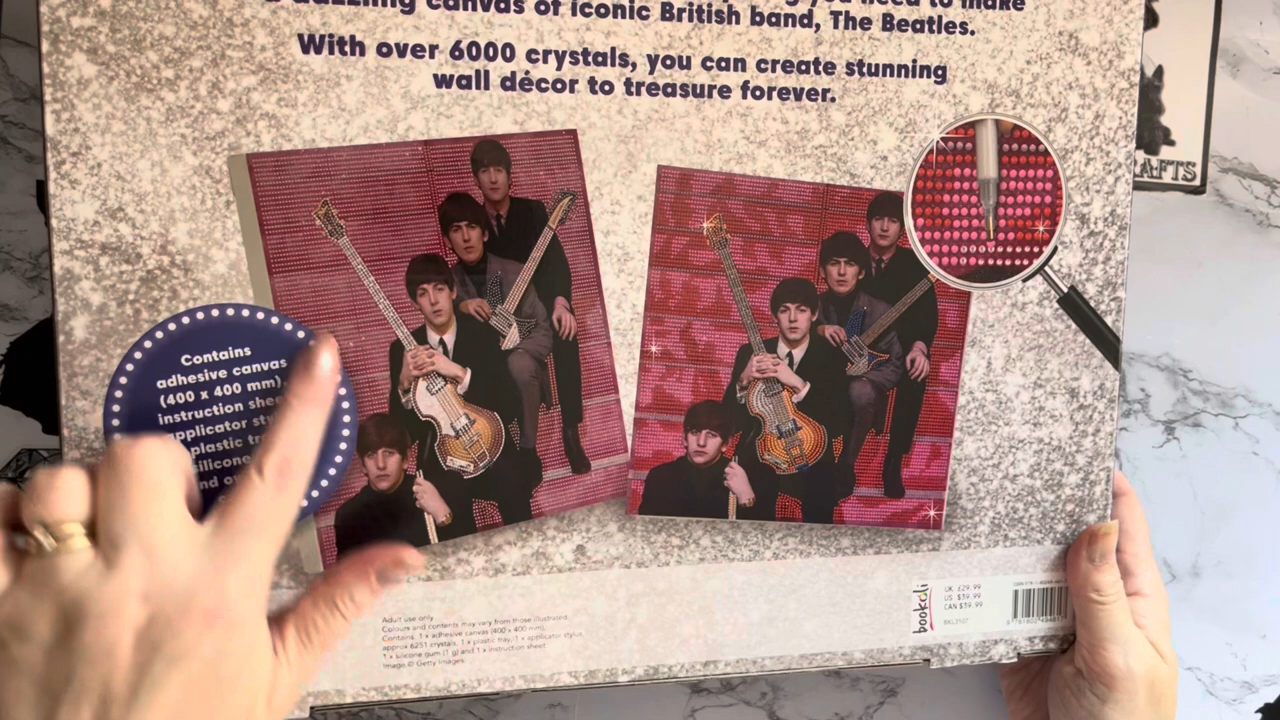 you need to make
dazzling canvas of iconic British band, The Beatles.
With over 6000 crystals, you can create stunning
wall décor to treasure forever.
Contains
adhesive canvas
(400 x 400 mm),
instruction
applicator
plastic
silicone
AFTS
Adult use only
Colours and contents may vary from those illustrated.
Contains: 1 x adhesive canvas (400 x 400 mm),
approx 6251 crystals, 1 x plastic tray, 1 x applicator stylus,
1 x silicone gum (1 g) and 1 x instruction sheet
Image © Getty Images
bookoli
UK £29.99
US $39.99
CAN $39.99